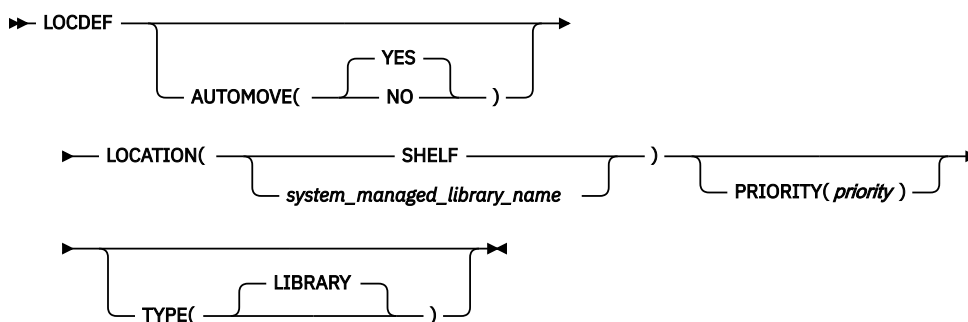 LOCDEF
YES
AUTOMOVE( NO )
LOCATION( SHELF )
system_managed_library_name
PRIORITY( priority )
LIBRARY
TYPE( )